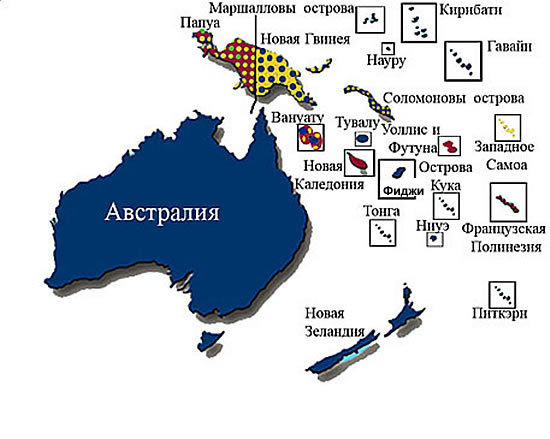 Маршалловы острова
Кирибати
Папуа
Новая Гвинея
Науру
Гавайи
Соломоновы острова
Вануату
Тувалу
Уоллис и
Футуна
Западное
Самоа
Новая
Каледония
Острова
Фиджи
Кука
Тонга
Ниуэ
Французская
Полинезия
Австралия
Новая
Зеландия
Питкэрн